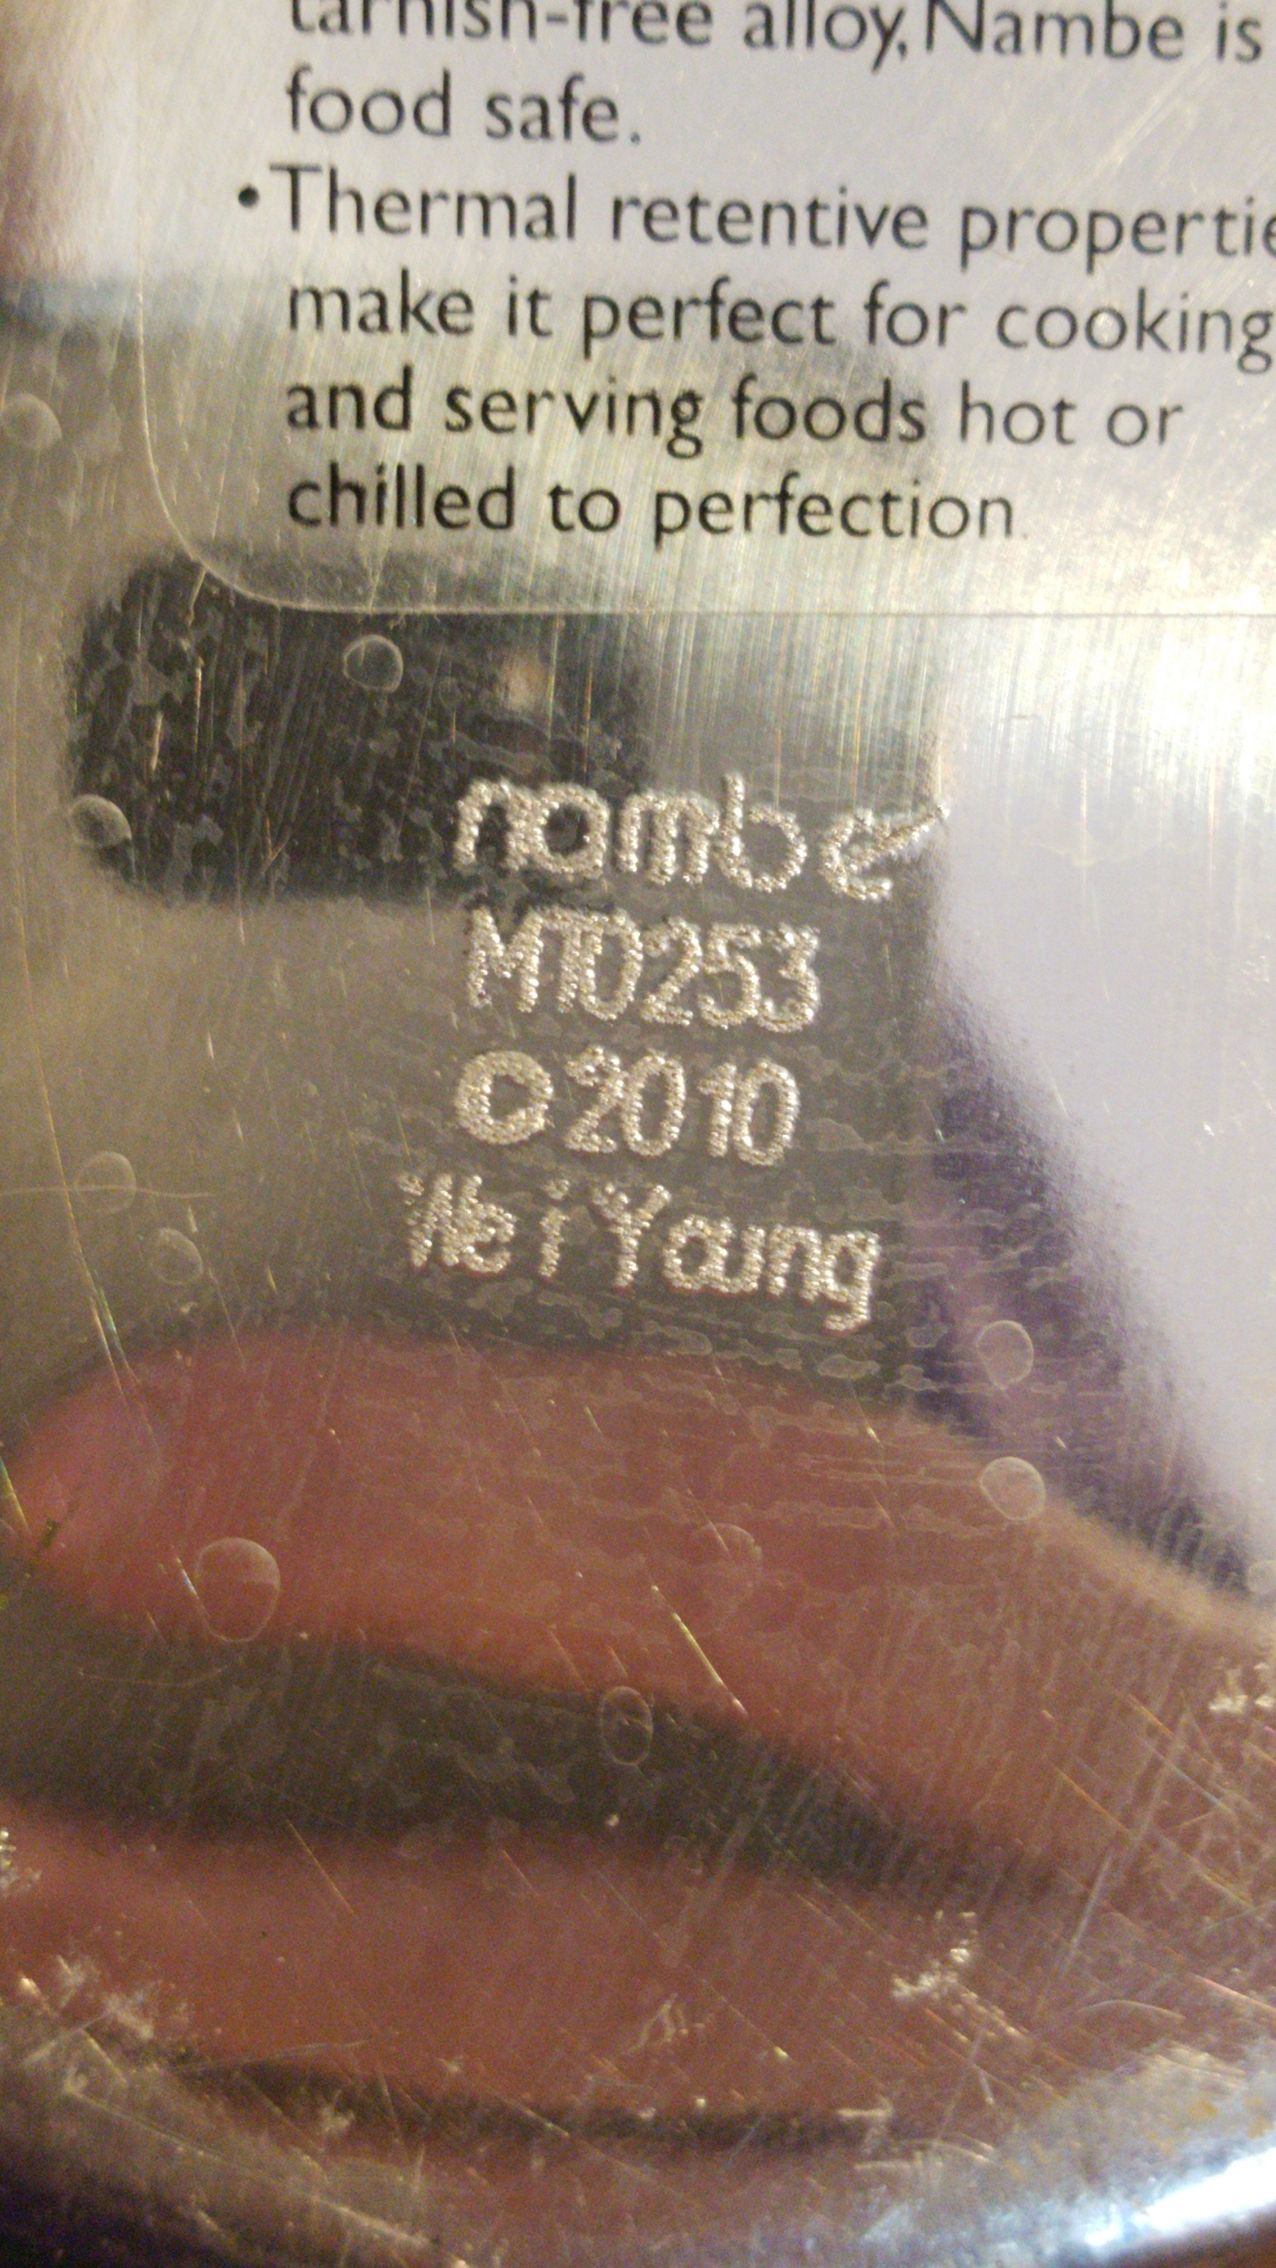 tarnish-free alloy, Nambe is
food safe.
•Thermal retentive
make it perfect for cooking
and serving foods hot or
chilled to perfection.
nambe
MT0253
©2010
Wei Young